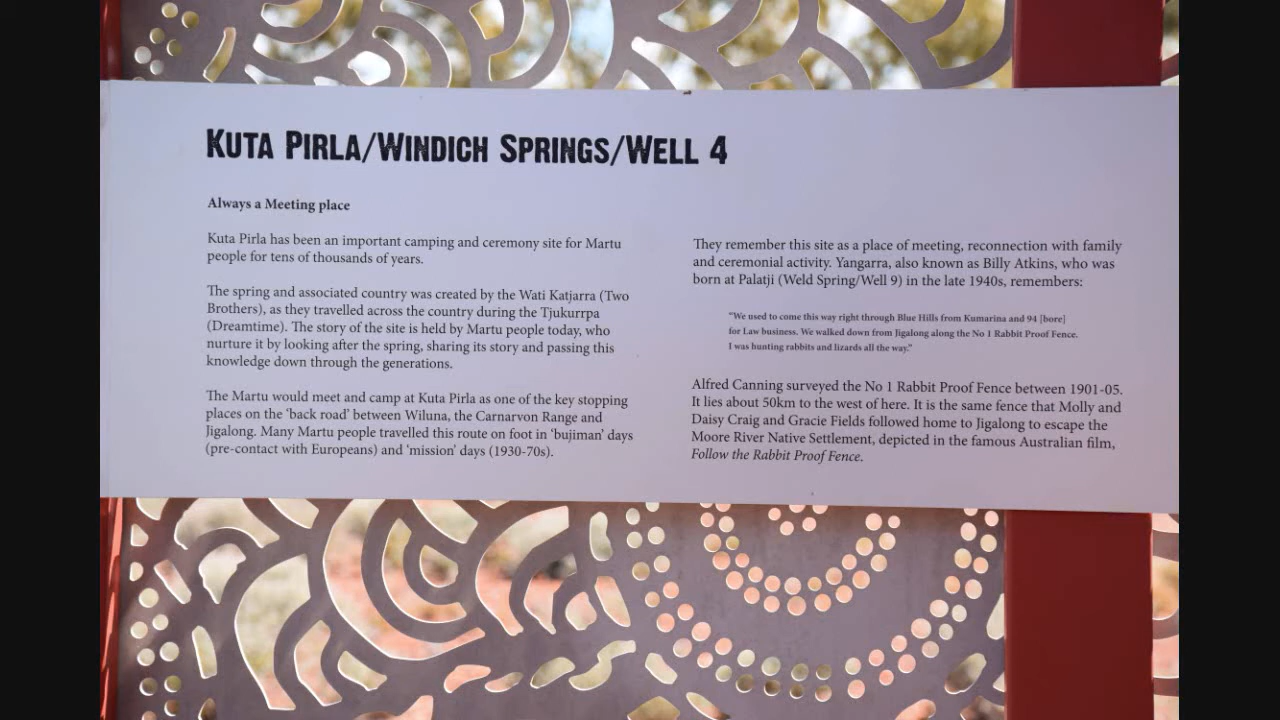 KUTA PIRLA/WINDICH SPRINGS/WELL 4
Always a Meeting place
Kuta Pirla has been an important camping and ceremony site for Martu
people for tens of thousands of years.
The spring and associated country was created by the Wati Katjarra (Two
Brothers), as they travelled across the country during the Tjukurrpa
(Dreamtime). The story of the site is held by Martu people today, who
nurture it by looking after the spring, sharing its story and passing this
knowledge down through the generations.
The Martu would meet and camp at Kuta Pirla as one of the key stopping
places on the ‘back road’ between Wiluna, the Carnarvon Range and
Jigalong. Many Martu people travelled this route on foot in ‘bujiman’ days
(pre-contact with Europeans) and ‘mission’ days (1930-70s).
They remember this site as a place of meeting, reconnection with family
and ceremonial activity. Yangarra, also known as Billy Atkins, who was
born at Palatji (Weld Spring/Well 9) in the late 1940s, remembers:
"We used to come this way right through Blue Hills from Kumarina and 94 [bore]
for Law business. We walked down from Jigalong along the No 1 Rabbit Proof Fence.
I was hunting rabbits and lizards all the way."
Alfred Canning surveyed the No 1 Rabbit Proof Fence between 1901-05.
It lies about 50km to the west of here. It is the same fence that Molly and
Daisy Craig and Gracie Fields followed home to Jigalong to escape the
Moore River Native Settlement, depicted in the famous Australian film,
Follow the Rabbit Proof Fence.